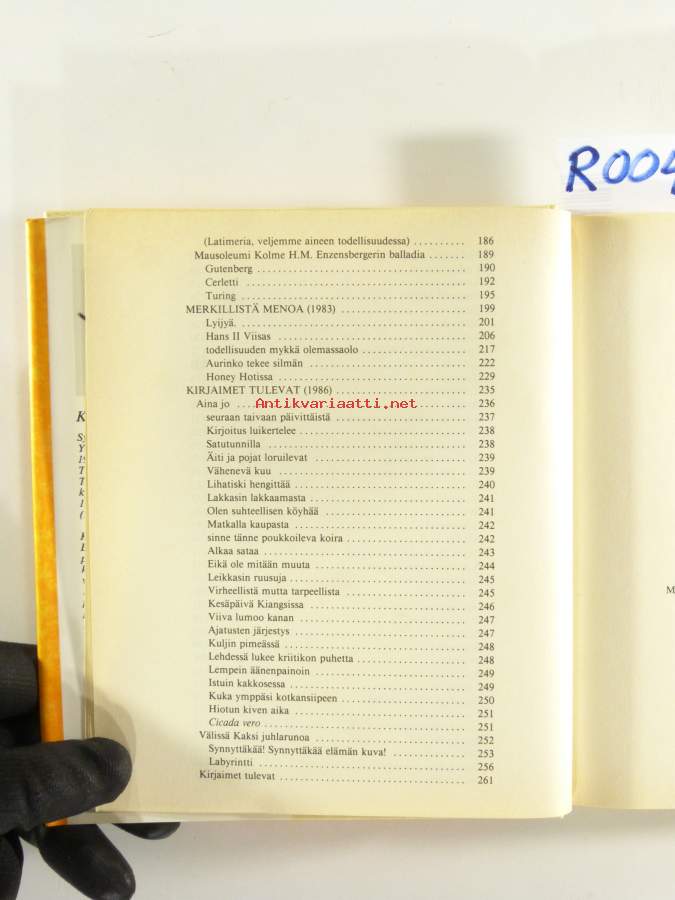 R004
(Latimeria, veljemme aineen todellisuudessa) .......... 186
Mausoleumi Kolme H.M. Enzensbergerin balladia ....... 189
Gutenberg ........ 190
Cerletti ........ 192
Turing ........ 195
MERKILLISTÄ MENOA (1983) ........ 199
Lyijyä. ........ 201
Hans II Viisas ........ 206
todellisuuden mykkä olemassaolo ........ 217
Aurinko tekee silmän ........ 222
Honey Hotissa ........ 229
KIRJAIMET TULEVAT (1986) ........ 235
Aina jo ........ 236
Antikvariaatti.net
seuraan taivaan päivittäistä ........ 237
Kirjoitus luikertelee ........ 238
Satutunnilla ........ 238
Äiti ja pojat loruilevat ........ 239
Vähenevä kuu ........ 239
Lihatiski hengittää ........ 240
Lakkasin lakkaamasta ........ 241
Olen suhteellisen köyhää ........ 241
Matkalla kaupasta ........ 242
sinne tänne poukkoileva koira ........ 242
Alkaa sataa ........ 243
Eikä ole mitään muuta ........ 244
Leikkasin ruusuja ........ 245
Virheellistä mutta tarpeellista ........ 245
Kesäpäivä Kiangsissa ........ 246
Viiva lumoo kanan ........ 247
Ajatusten järjestys ........ 247
Kuljin pimeässä ........ 248
Lehdessä lukee kriitikon puhetta ........ 248
Lempein äänenpainoin ........ 249
Istuin kakkosessa ........ 249
Kuka ymppäsi kotkansiipeen ........ 250
Hiotun kiven aika ........ 251
Cicada vero ........ 251
Välissä Kaksi juhlarunoa ........ 252
Synnyttäkää! Synnyttäkää elämän kuva! ........ 253
Labyrintti ........ 256
Kirjaimet tulevat ........ 261
M